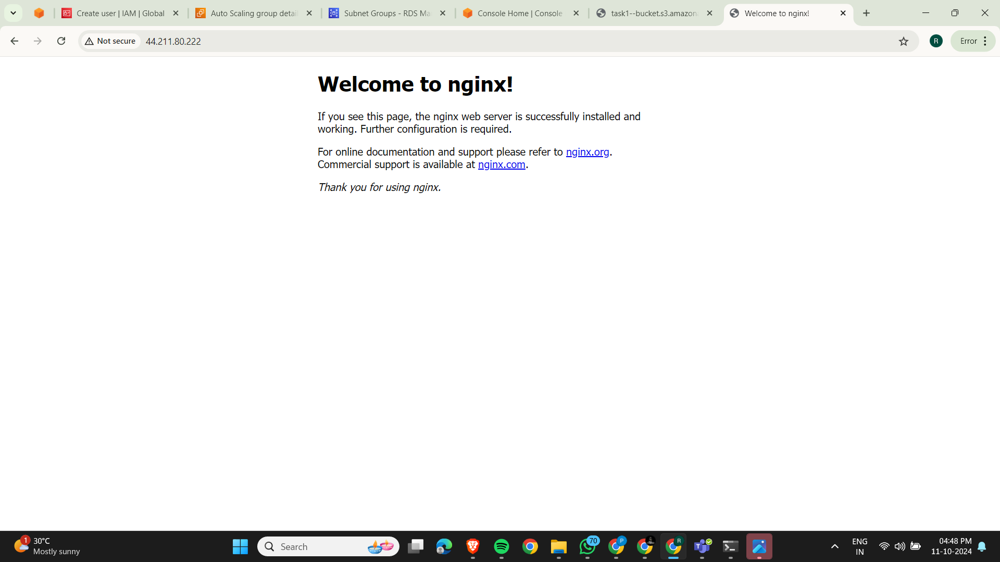 Create user | IAM | Global
Auto Scaling group detai
Subnet Groups - RDS Ma
Console Home | Console
task1--bucket.s3.amazon
Welcome to nginx!
Not secure
44.211.80.222
R
Error
Welcome to nginx!
If you see this page, the nginx web server is successfully installed and
working. Further configuration is required.
For online documentation and support please refer to nginx.org.
Commercial support is available at nginx.com.
Thank you for using nginx.
1
30°C
Mostly sunny
Search
70
P
R
T
ENG
IN
04:48 PM
11-10-2024